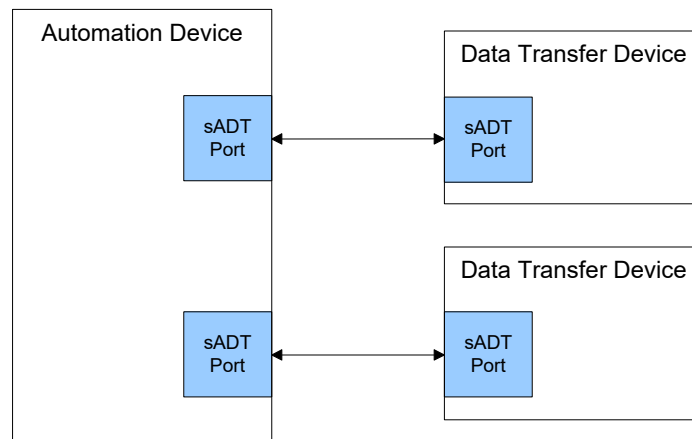 Automation Device
Data Transfer Device
sADT
Port
sADT
Port
Data Transfer Device
sADT
Port
sADT
Port